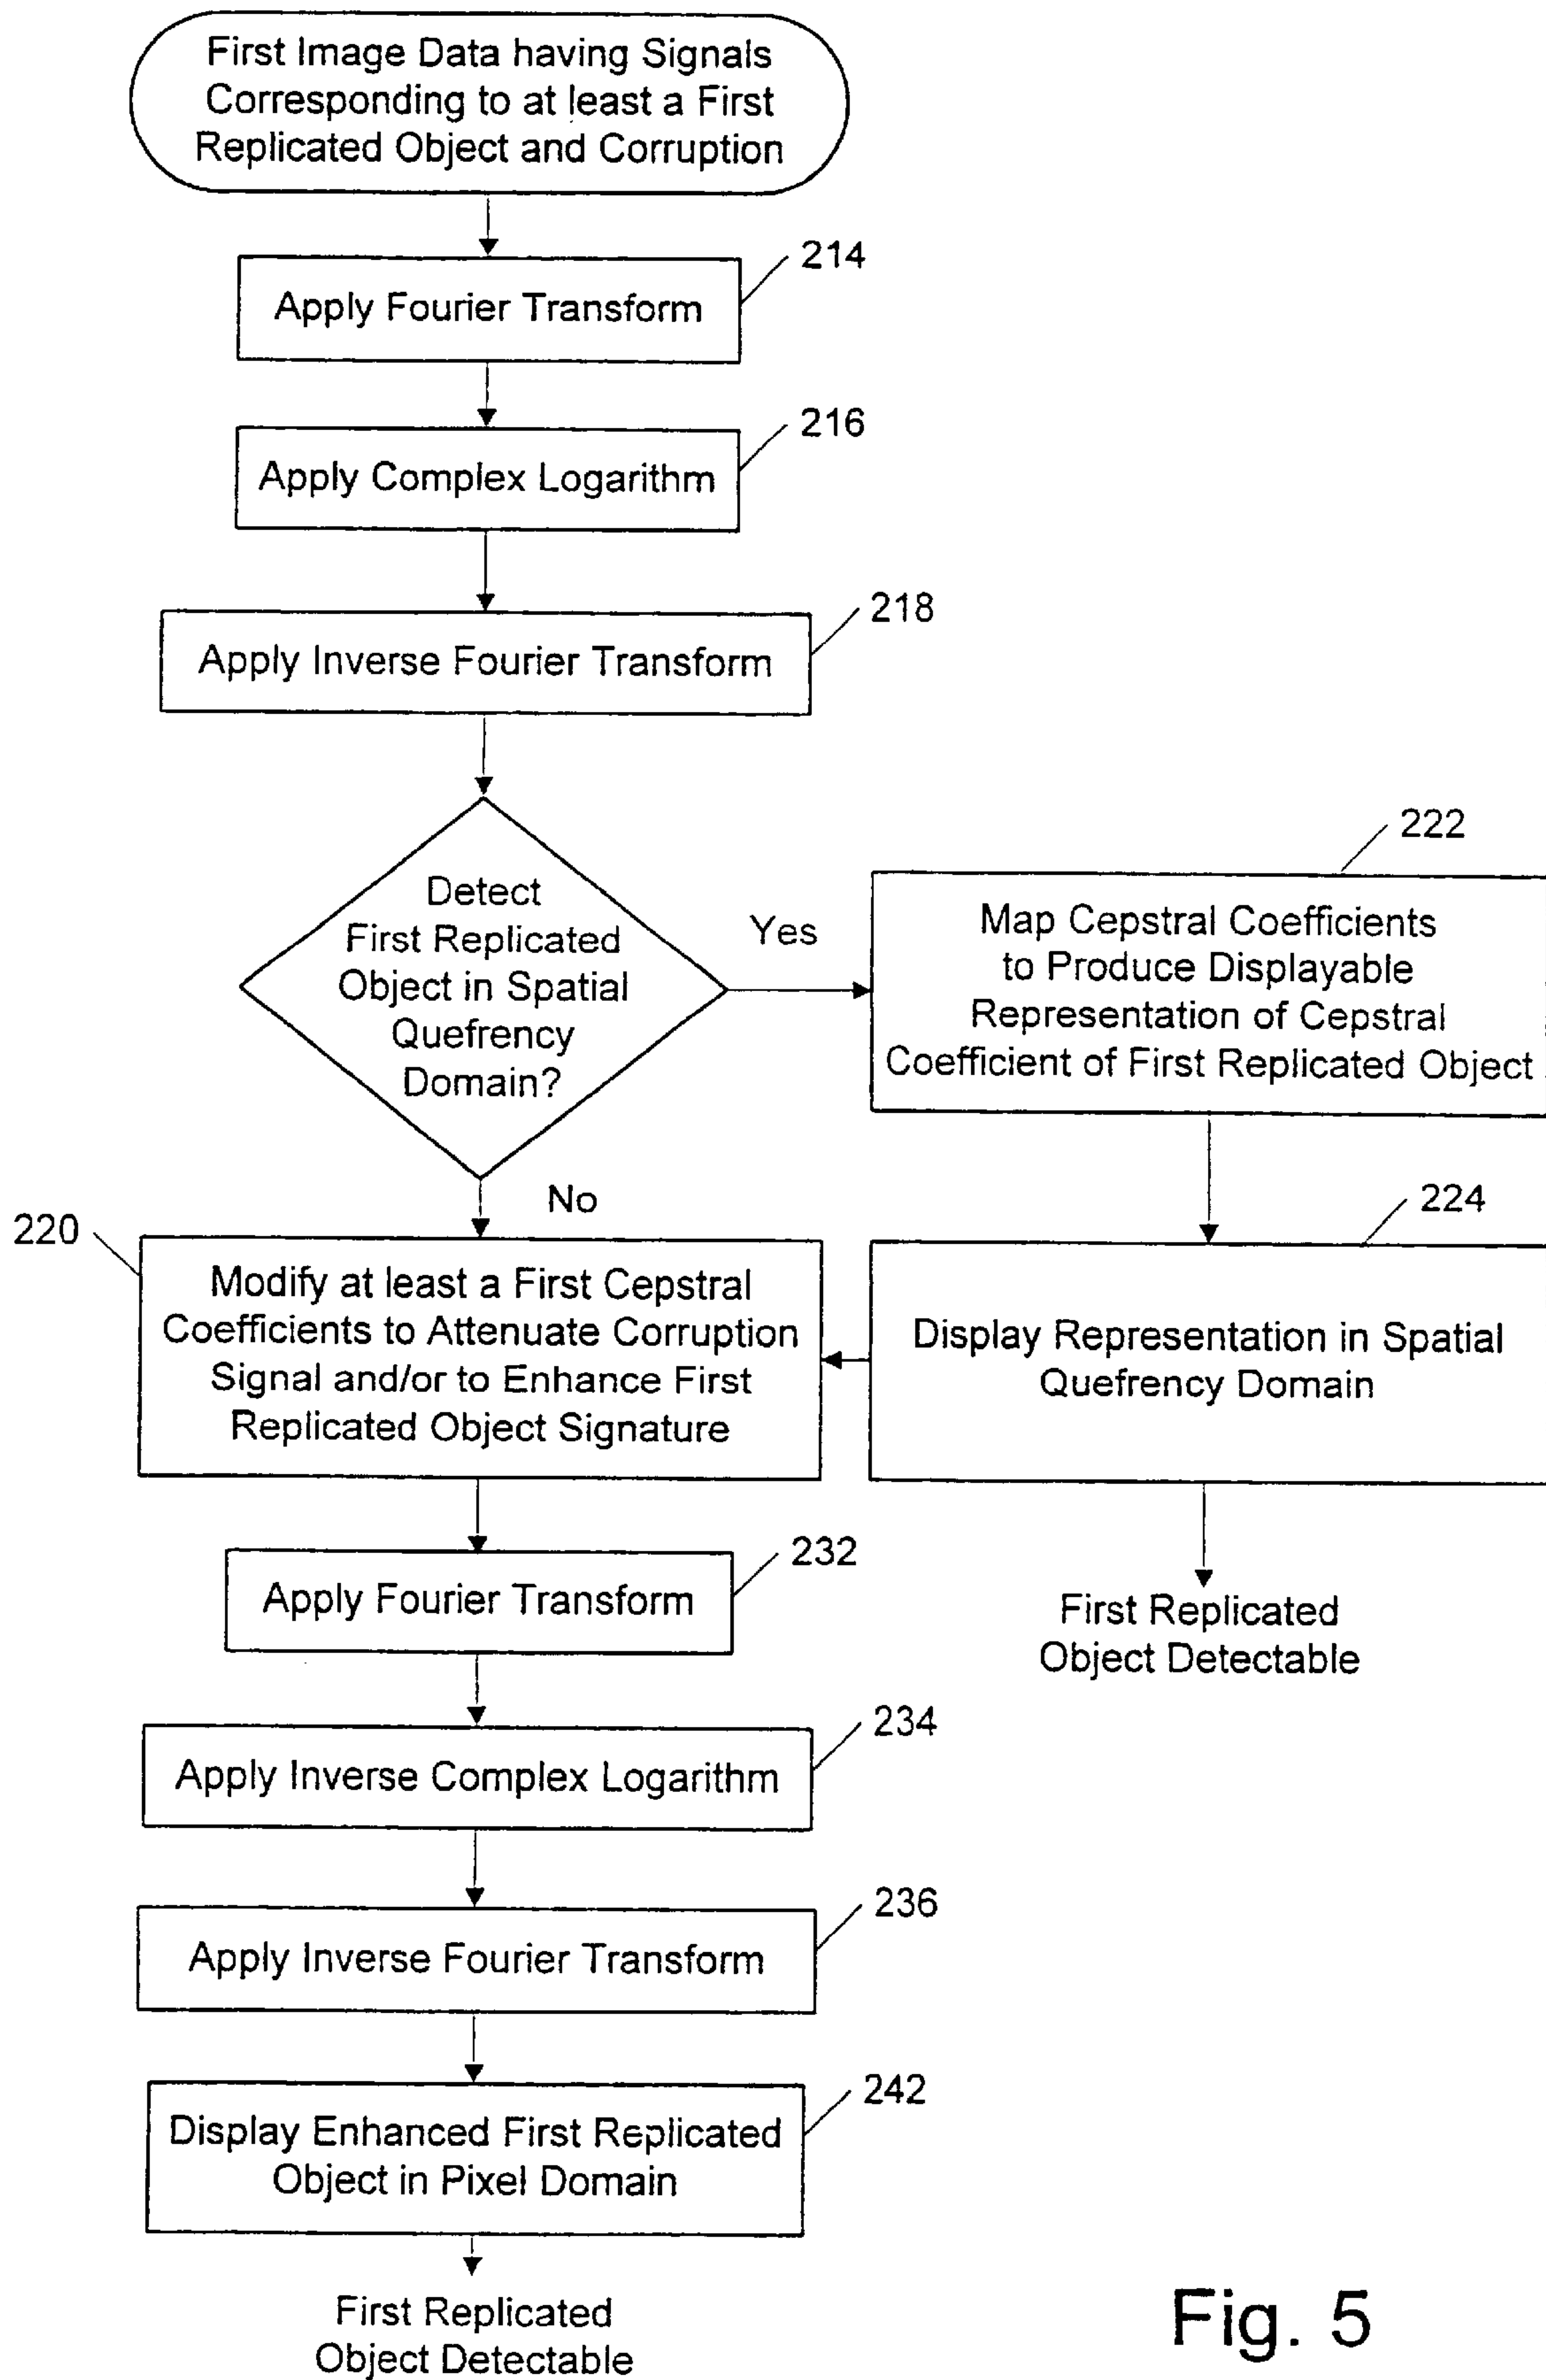 First Image Data having Signals
Corresponding to at least a First
Replicated Object and Corruption
214
Apply Fourier Transform
216
Apply Complex Logarithm
218
Apply Inverse Fourier Transform
Detect
First Replicated
Object in Spatial
Quefrency
Domain?
Yes
222
Map Cepstral Coefficients
to Produce Displayable
Representation of Cepstral
Coefficient of First Replicated Object
No
220
Modify at least a First Cepstral
Coefficients to Attenuate Corruption
Signal and/or to Enhance First
Replicated Object Signature
224
Display Representation in Spatial
Quefrency Domain
First Replicated
Object Detectable
232
Apply Fourier Transform
234
Apply Inverse Complex Logarithm
236
Apply Inverse Fourier Transform
242
Display Enhanced First Replicated
Object in Pixel Domain
First Replicated
Object Detectable
Fig. 5